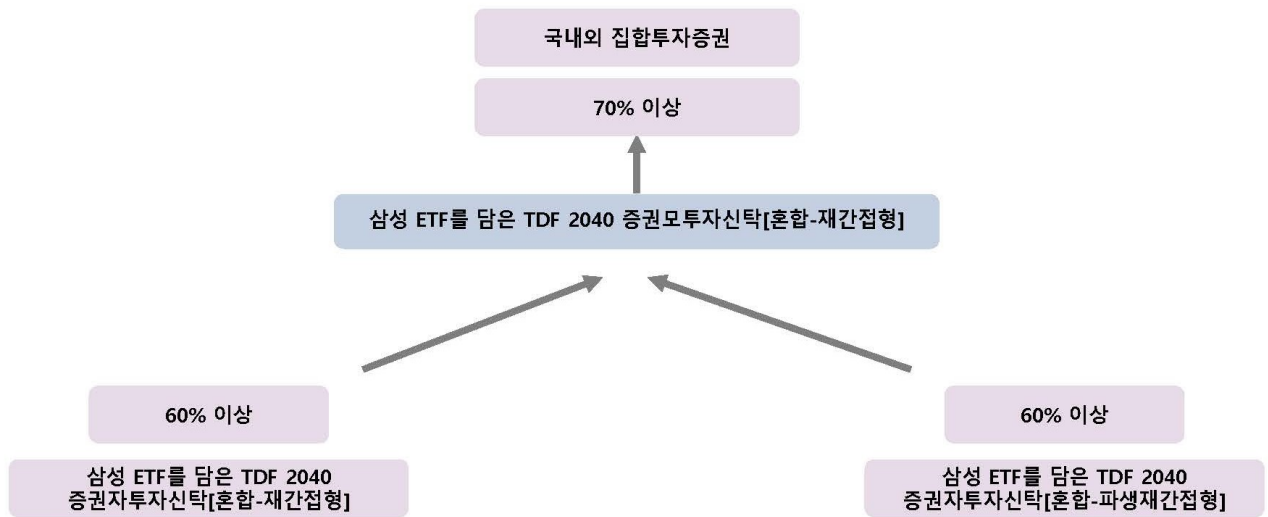 국내외 집합투자증권
70% 이상
삼성 ETF를 담은 TDF 2040 증권모투자신탁[혼합-재간접형]
60% 이상
60% 이상
삼성 ETF를 담은 TDF 2040
증권자투자신탁[혼합-재간접형]
삼성 ETF를 담은 TDF 2040
증권자투자신탁[혼합-파생재간접형]